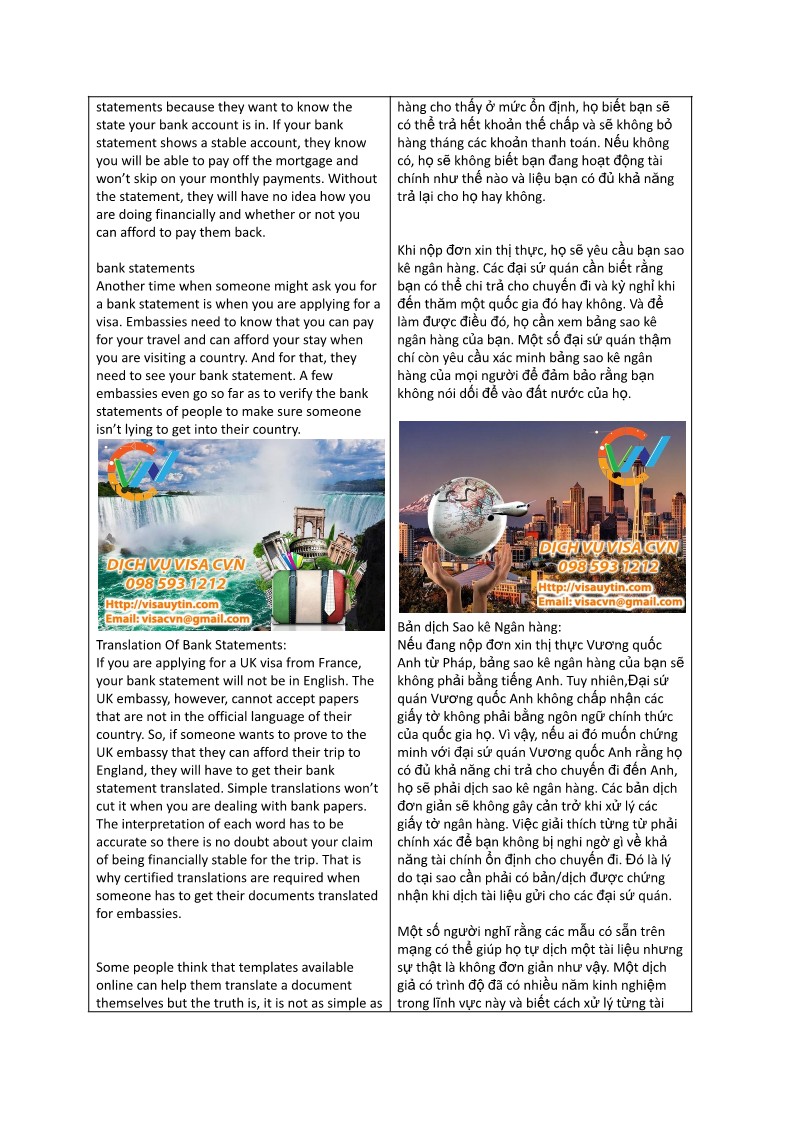 statements because they want to know the
state your bank account is in. If your bank
statement shows a stable account, they know
you will be able to pay off the mortgage and
won’t skip on your monthly payments. Without
the statement, they will have no idea how you
are doing financially and whether or not you
can afford to pay them back.
bank statements
Another time when someone might ask you for
a bank statement is when you are applying for a
visa. Embassies need to know that you can pay
for your travel and can afford your stay when
you are visiting a country. And for that, they
need to see your bank statement. A few
embassies even go so far as to verify the bank
statements of people to make sure someone
isn’t lying to get into their country.
CVN
DỊCH VỤ VISA CVN
098 593 1212
Http://visauytin.com
Email: visacvn@gmail.com
Translation Of Bank Statements:
If you are applying for a UK visa from France,
your bank statement will not be in English. The
UK embassy, however, cannot accept papers
that are not in the official language of their
country. So, if someone wants to prove to the
UK embassy that they can afford their trip to
England, they will have to get their bank
statement translated. Simple translations won’t
cut it when you are dealing with bank papers.
The interpretation of each word has to be
accurate so there is no doubt about your claim
of being financially stable for the trip. That is
why certified translations are required when
someone has to get their documents translated
for embassies.
Some people think that templates available
online can help them translate a document
themselves but the truth is, it is not as simple as
hàng cho thấy ở mức ổn định, họ biết bạn sẽ
có thể trả hết khoản thế chấp và sẽ không bỏ
hàng tháng các khoản thanh toán. Nếu không
có, họ sẽ không biết bạn đang hoạt động tài
chính như thế nào và liệu bạn có đủ khả năng
trả lại cho họ hay không.
Khi nộp đơn xin thị thực, họ sẽ yêu cầu bạn sao
kê ngân hàng. Các đại sứ quán cần biết rằng
bạn có thể chi trả cho chuyến đi và kỳ nghỉ khi
đến thăm một quốc gia đó hay không. Và để
làm được điều đó, họ cần xem bảng sao kê
ngân hàng của bạn. Một số đại sứ quán thậm
chí còn yêu cầu xác minh bảng sao kê ngân
hàng của mọi người để đảm bảo rằng bạn
không nói dối để vào đất nước của họ.
CVN
DỊCH VỤ VISA CVN
098 593 1212
Http://visauytin.com
Email: visacvn@gmail.com
Bản dịch Sao kê Ngân hàng:
Nếu đang nộp đơn xin thị thực Vương quốc
Anh từ Pháp, bảng sao kê ngân hàng của bạn sẽ
không phải bằng tiếng Anh. Tuy nhiên,Đại sứ
quán Vương quốc Anh không chấp nhận các
giấy tờ không phải bằng ngôn ngữ chính thức
của quốc gia họ. Vì vậy, nếu ai đó muốn chứng
minh với đại sứ quán Vương quốc Anh rằng họ
có đủ khả năng chi trả cho chuyến đi đến Anh,
họ sẽ phải dịch sao kê ngân hàng. Các bản dịch
đơn giản sẽ không gây cản trở khi xử lý các
giấy tờ ngân hàng. Việc giải thích từng từ phải
chính xác để bạn không bị nghi ngờ gì về khả
năng tài chính ổn định cho chuyến đi. Đó là lý
do tại sao cần phải có bản/dịch được chứng
nhận khi dịch tài liệu gửi cho các đại sứ quán.
Một số người nghĩ rằng các mẫu có sẵn trên
mạng có thể giúp họ tự dịch một tài liệu nhưng
sự thật là không đơn giản như vậy. Một dịch
giả có trình độ đã có nhiều năm kinh nghiệm
trong lĩnh vực này và biết cách xử lý từng tài